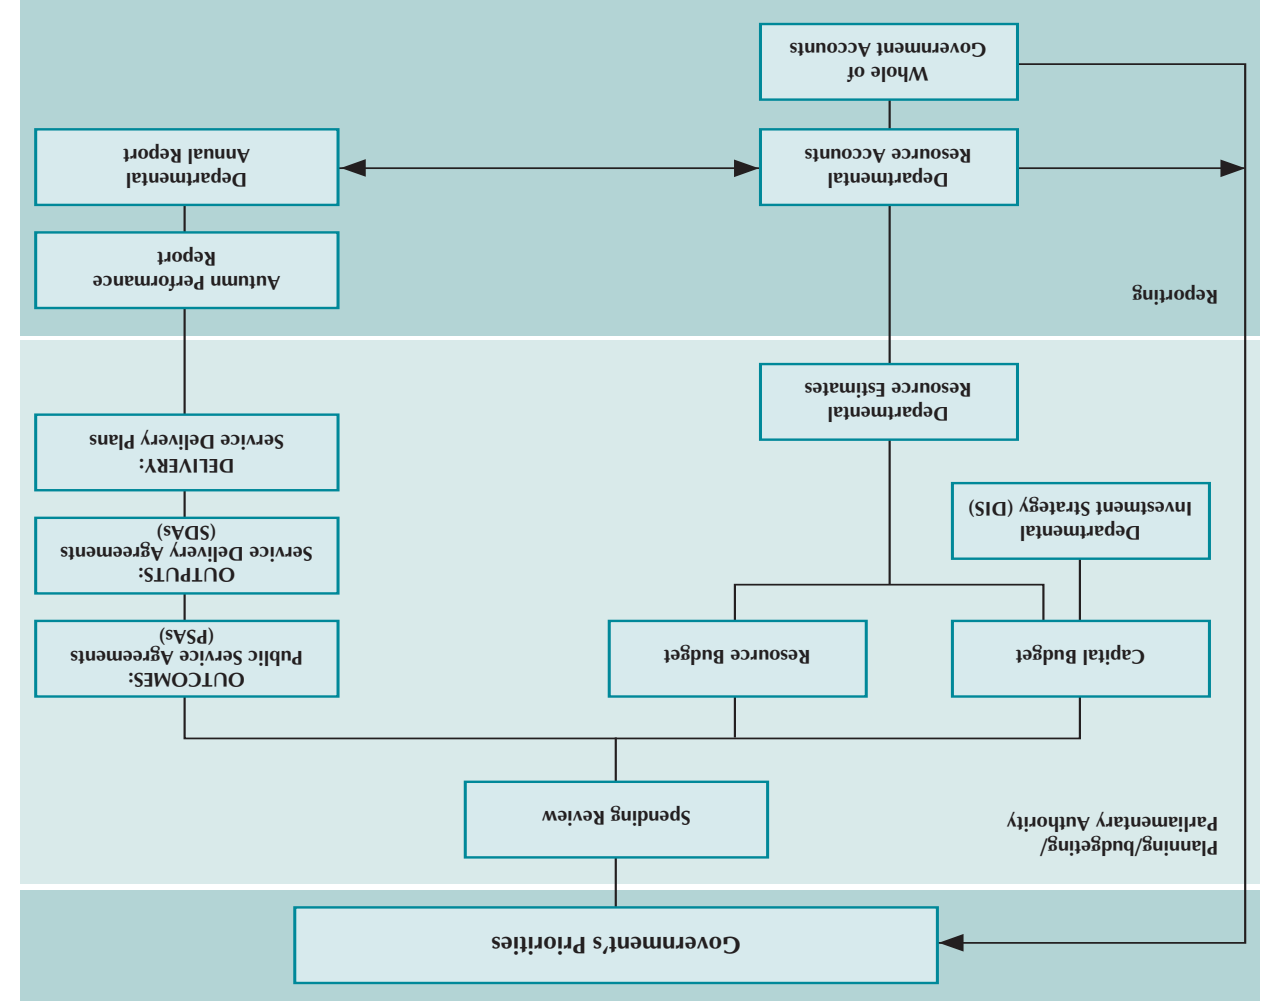 Government's Priorities
Planning/budgeting/
Parliamentary Authority
Spending Review
Capital Budget
Resource Budget
OUTCOMES:
Public Service Agreements
(PSAs)
Departmental
Investment Strategy (DIS)
OUTPUTS:
Service Delivery Agreements
(SDAs)
Departmental
Resource Estimates
DELIVERY:
Service Delivery Plans
Reporting
Autumn Performance
Report
Departmental
Resource Accounts
Departmental
Annual Report
Whole of
Government Accounts